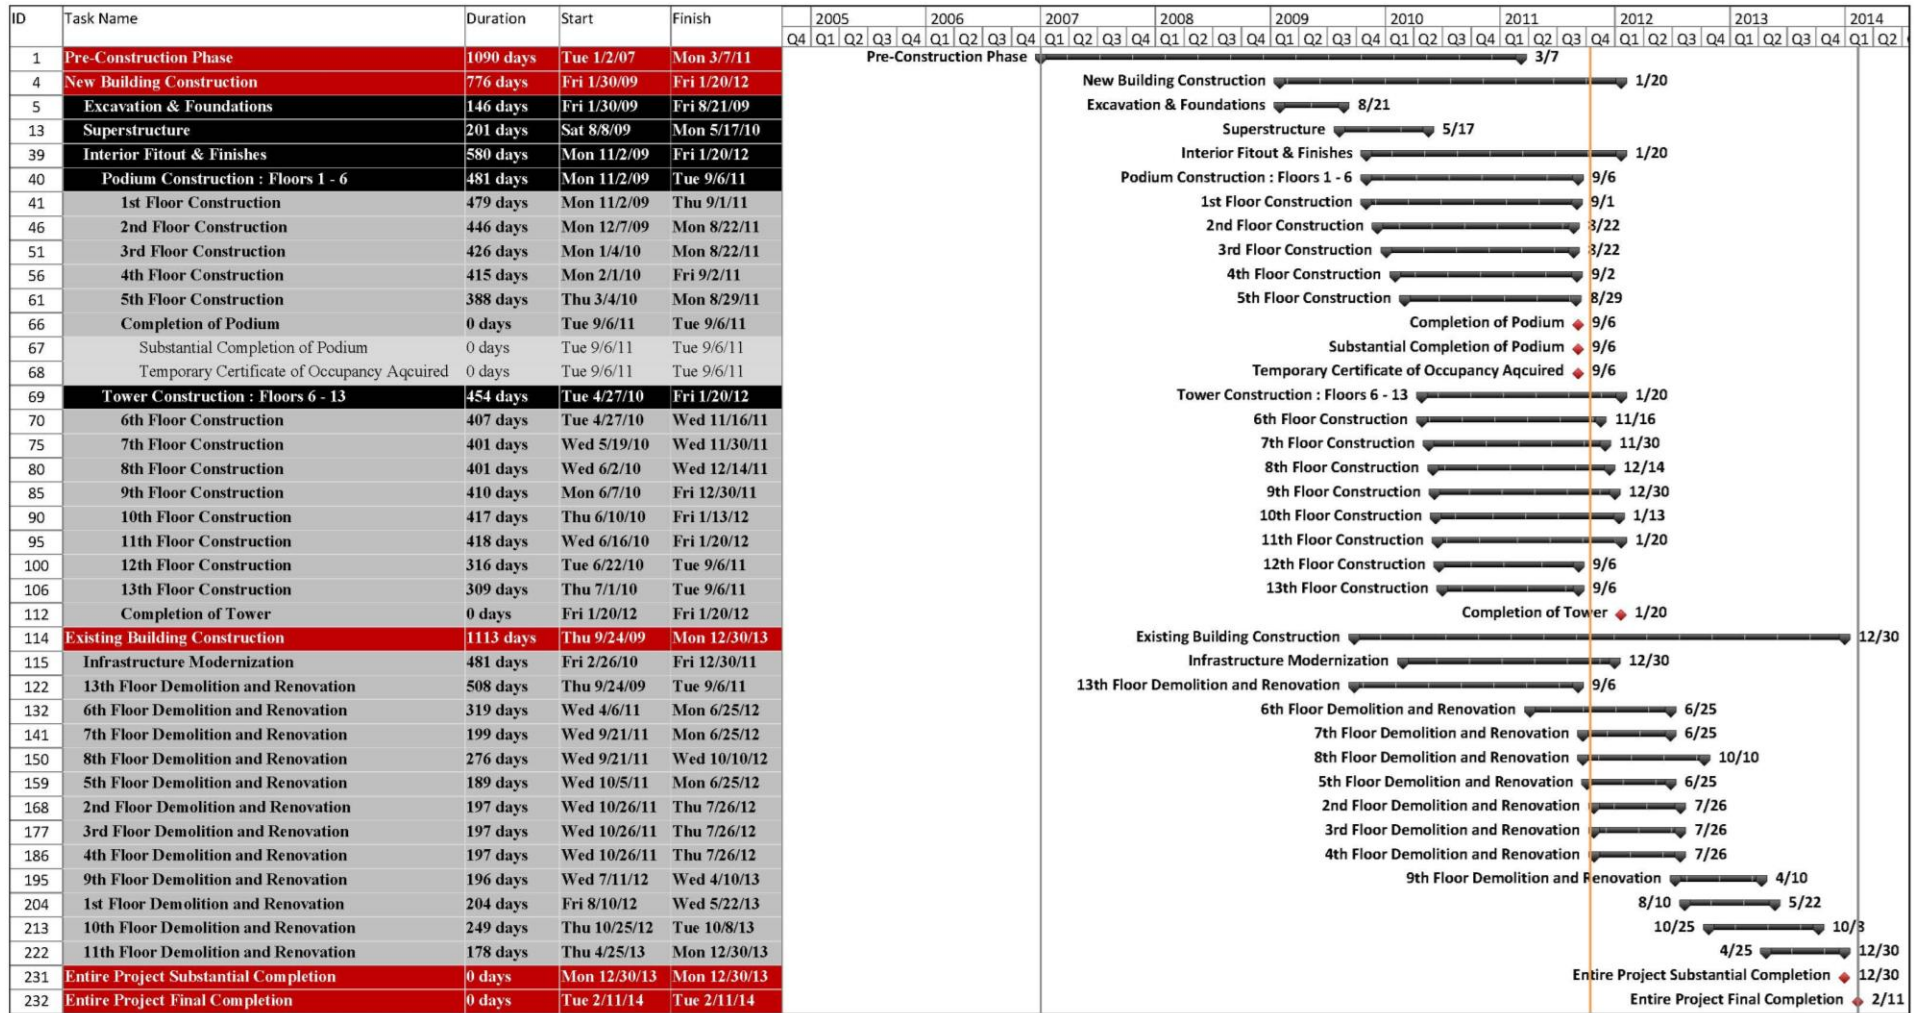 ID Task Name Duration Start Finish 2005 2006 2007 2008 2009 2010 2011 2012 2013 2014
Q4 Q1 Q2 Q3 Q4 Q1 Q2 Q3 Q4 Q1 Q2 Q3 Q4 Q1 Q2 Q3 Q4 Q1 Q2 Q3 Q4 Q1 Q2 Q3 Q4 Q1 Q2 Q3 Q4 Q1 Q2 Q3 Q4 Q1 Q2 Q3 Q4 Q1 Q2
1 Pre-Construction Phase 1090 days Tue 1/2/07 Mon 3/7/11 Pre-Construction Phase 3/7
4 New Building Construction 776 days Fri 1/30/09 Fri 1/20/12 New Building Construction 1/20
5 Excavation & Foundations 146 days Fri 1/30/09 Fri 8/21/09 Excavation & Foundations 8/21
13 Superstructure 201 days Sat 8/8/09 Mon 5/17/10 Superstructure 5/17
39 Interior Fitout & Finishes 580 days Mon 11/2/09 Fri 1/20/12 Interior Fitout & Finishes 1/20
40 Podium Construction : Floors 1 - 6 481 days Mon 11/2/09 Tue 9/6/11 Podium Construction : Floors 1 - 6 9/6
41 1st Floor Construction 479 days Mon 11/2/09 Thu 9/1/11 1st Floor Construction 9/1
46 2nd Floor Construction 446 days Mon 12/7/09 Mon 8/22/11 2nd Floor Construction 8/22
51 3rd Floor Construction 426 days Mon 1/4/10 Mon 8/22/11 3rd Floor Construction 8/22
56 4th Floor Construction 415 days Mon 2/1/10 Fri 9/2/11 4th Floor Construction 9/2
61 5th Floor Construction 388 days Thu 3/4/10 Mon 8/29/11 5th Floor Construction 8/29
66 Completion of Podium 0 days Tue 9/6/11 Tue 9/6/11 Completion of Podium 9/6
67 Substantial Completion of Podium 0 days Tue 9/6/11 Tue 9/6/11 Substantial Completion of Podium 9/6
68 Temporary Certificate of Occupancy Aqcuired 0 days Tue 9/6/11 Tue 9/6/11 Temporary Certificate of Occupancy Aqcuired 9/6
69 Tower Construction : Floors 6 - 13 454 days Tue 4/27/10 Fri 1/20/12 Tower Construction : Floors 6 - 13 1/20
70 6th Floor Construction 407 days Tue 4/27/10 Wed 11/16/11 6th Floor Construction 11/16
75 7th Floor Construction 401 days Wed 5/19/10 Wed 11/30/11 7th Floor Construction 11/30
80 8th Floor Construction 401 days Wed 6/2/10 Wed 12/14/11 8th Floor Construction 12/14
85 9th Floor Construction 410 days Mon 6/7/10 Fri 12/30/11 9th Floor Construction 12/30
90 10th Floor Construction 417 days Thu 6/10/10 Fri 1/13/12 10th Floor Construction 1/13
95 11th Floor Construction 418 days Wed 6/16/10 Fri 1/20/12 11th Floor Construction 1/20
100 12th Floor Construction 316 days Tue 6/22/10 Tue 9/6/11 12th Floor Construction 9/6
106 13th Floor Construction 309 days Thu 7/1/10 Tue 9/6/11 13th Floor Construction 9/6
112 Completion of Tower 0 days Fri 1/20/12 Fri 1/20/12 Completion of Tower 1/20
114 Existing Building Construction 1113 days Thu 9/24/09 Mon 12/30/13 Existing Building Construction 12/30
115 Infrastructure Modernization 481 days Fri 2/26/10 Fri 12/30/11 Infrastructure Modernization 12/30
122 13th Floor Demolition and Renovation 508 days Thu 9/24/09 Tue 9/6/11 13th Floor Demolition and Renovation 9/6
132 6th Floor Demolition and Renovation 319 days Wed 4/6/11 Mon 6/25/12 6th Floor Demolition and Renovation 6/25
141 7th Floor Demolition and Renovation 199 days Wed 9/21/11 Mon 6/25/12 7th Floor Demolition and Renovation 6/25
150 8th Floor Demolition and Renovation 276 days Wed 9/21/11 Wed 10/10/12 8th Floor Demolition and Renovation 10/10
159 5th Floor Demolition and Renovation 189 days Wed 10/5/11 Mon 6/25/12 5th Floor Demolition and Renovation 6/25
168 2nd Floor Demolition and Renovation 197 days Wed 10/26/11 Thu 7/26/12 2nd Floor Demolition and Renovation 7/26
177 3rd Floor Demolition and Renovation 197 days Wed 10/26/11 Thu 7/26/12 3rd Floor Demolition and Renovation 7/26
186 4th Floor Demolition and Renovation 197 days Wed 10/26/11 Thu 7/26/12 4th Floor Demolition and Renovation 7/26
195 9th Floor Demolition and Renovation 196 days Wed 7/11/12 Wed 4/10/13 9th Floor Demolition and Renovation 4/10
204 1st Floor Demolition and Renovation 204 days Fri 8/10/12 Wed 5/22/13 8/10 5/22
213 10th Floor Demolition and Renovation 249 days Thu 10/25/12 Tue 10/8/13 10/25 10/8
222 11th Floor Demolition and Renovation 178 days Thu 4/25/13 Mon 12/30/13 4/25 12/30
231 Entire Project Substantial Completion 0 days Mon 12/30/13 Mon 12/30/13 Entire Project Substantial Completion 12/30
232 Entire Project Final Completion 0 days Tue 2/11/14 Tue 2/11/14 Entire Project Final Completion 2/11